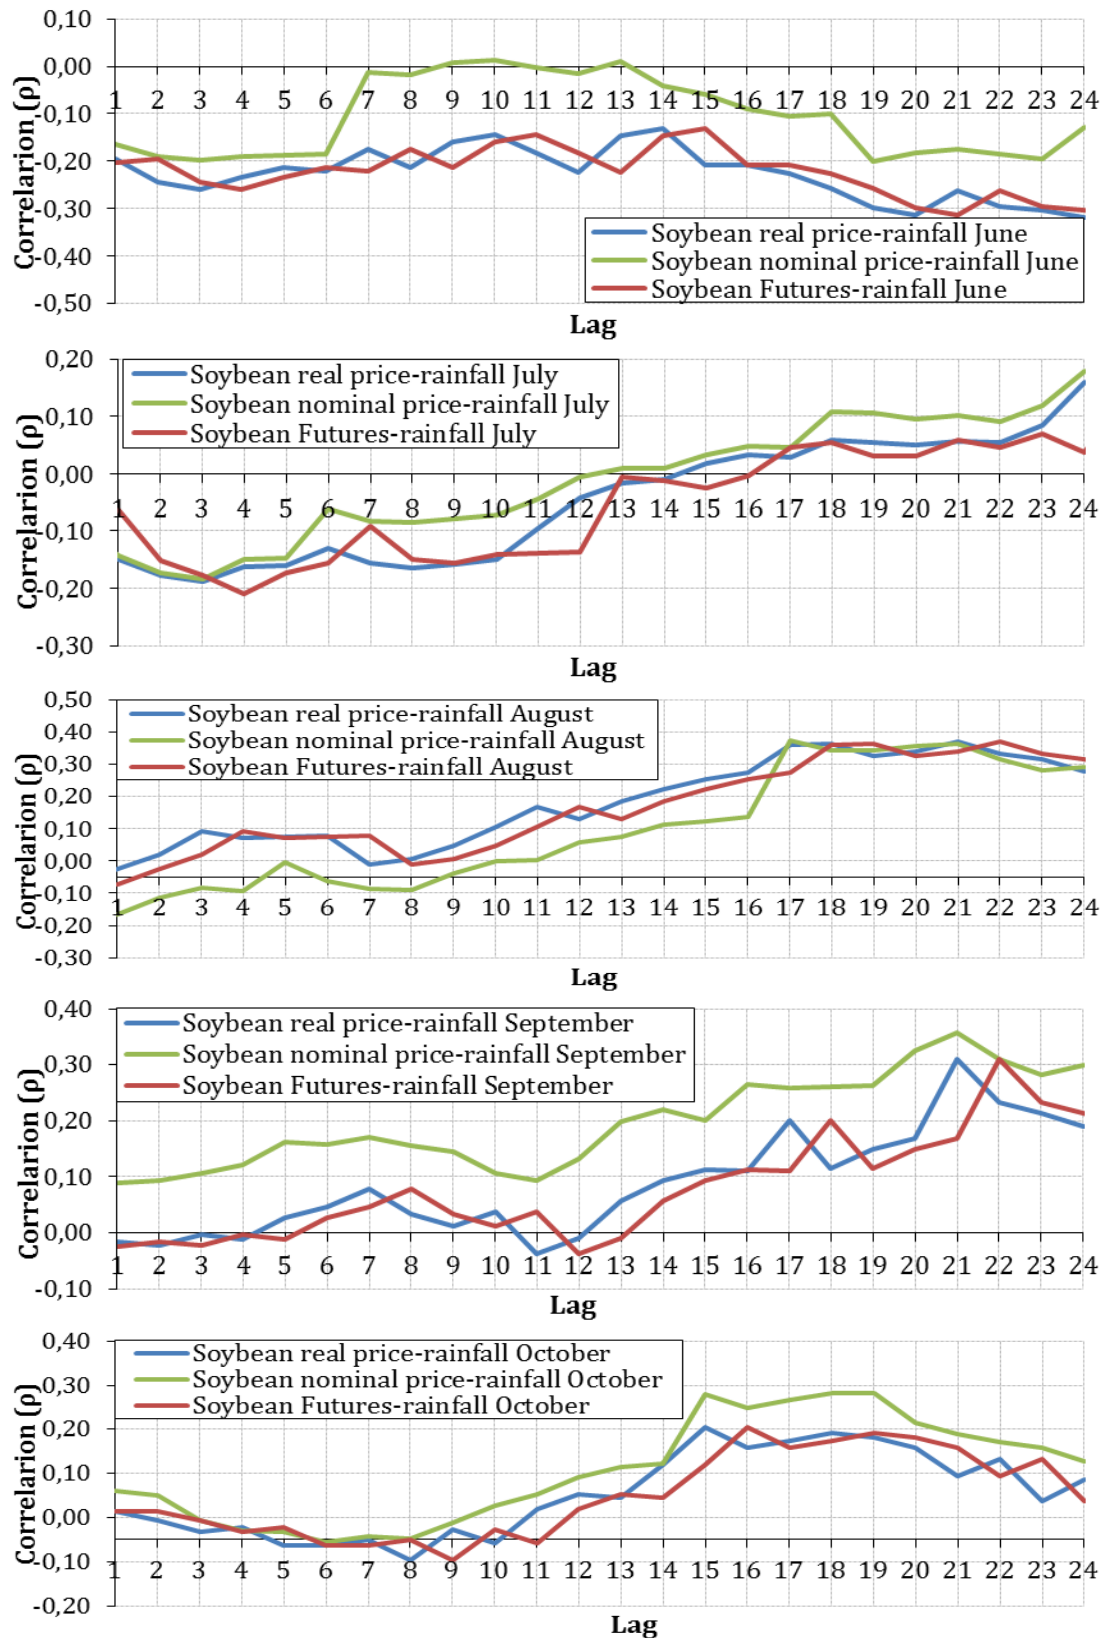 0,10
0,00
-0,10
-0,20
-0,30
-0,40
-0,50
Correlarion (ρ)
1 2 3 4 5 6 7 8 9 10 11 12 13 14 15 16 17 18 19 20 21 22 23 24
Soybean real price-rainfall June
Soybean nominal price-rainfall June
Soybean Futures-rainfall June
Lag
0,20
0,10
0,00
-0,10
-0,20
-0,30
Correlarion (ρ)
Soybean real price-rainfall July
Soybean nominal price-rainfall July
Soybean Futures-rainfall July
1 2 3 4 5 6 7 8 9 10 11 12 13 14 15 16 17 18 19 20 21 22 23 24
Lag
0,50
0,40
0,30
0,20
0,10
0,00
-0,10
-0,20
-0,30
Correlarion (ρ)
Soybean real price-rainfall August
Soybean nominal price-rainfall August
Soybean Futures-rainfall August
1 2 3 4 5 6 7 8 9 10 11 12 13 14 15 16 17 18 19 20 21 22 23 24
Lag
0,40
0,30
0,20
0,10
0,00
-0,10
Correlarion (ρ)
Soybean real price-rainfall September
Soybean nominal price-rainfall September
Soybean Futures-rainfall September
1 2 3 4 5 6 7 8 9 10 11 12 13 14 15 16 17 18 19 20 21 22 23 24
Lag
0,40
0,30
0,20
0,10
0,00
-0,10
-0,20
Correlarion (ρ)
Soybean real price-rainfall October
Soybean nominal price-rainfall October
Soybean Futures-rainfall October
1 2 3 4 5 6 7 8 9 10 11 12 13 14 15 16 17 18 19 20 21 22 23 24
Lag